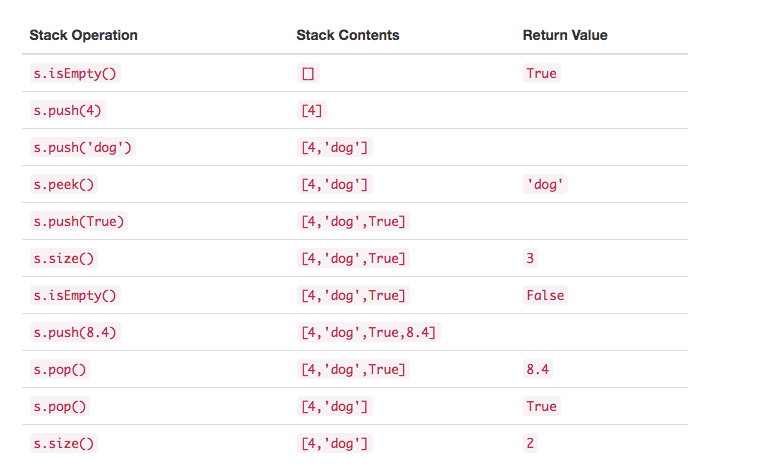 Stack Operation Stack Contents Return Value
s.isEmpty() [] True
s.push(4) [4]
s.push('dog') [4,'dog']
s.peek() [4,'dog'] 'dog'
s.push(True) [4,'dog',True]
s.size() [4,'dog',True] 3
s.isEmpty() [4,'dog',True] False
s.push(8.4) [4,'dog',True,8.4]
s.pop() [4,'dog',True] 8.4
s.pop() [4,'dog'] True
s.size() [4,'dog'] 2